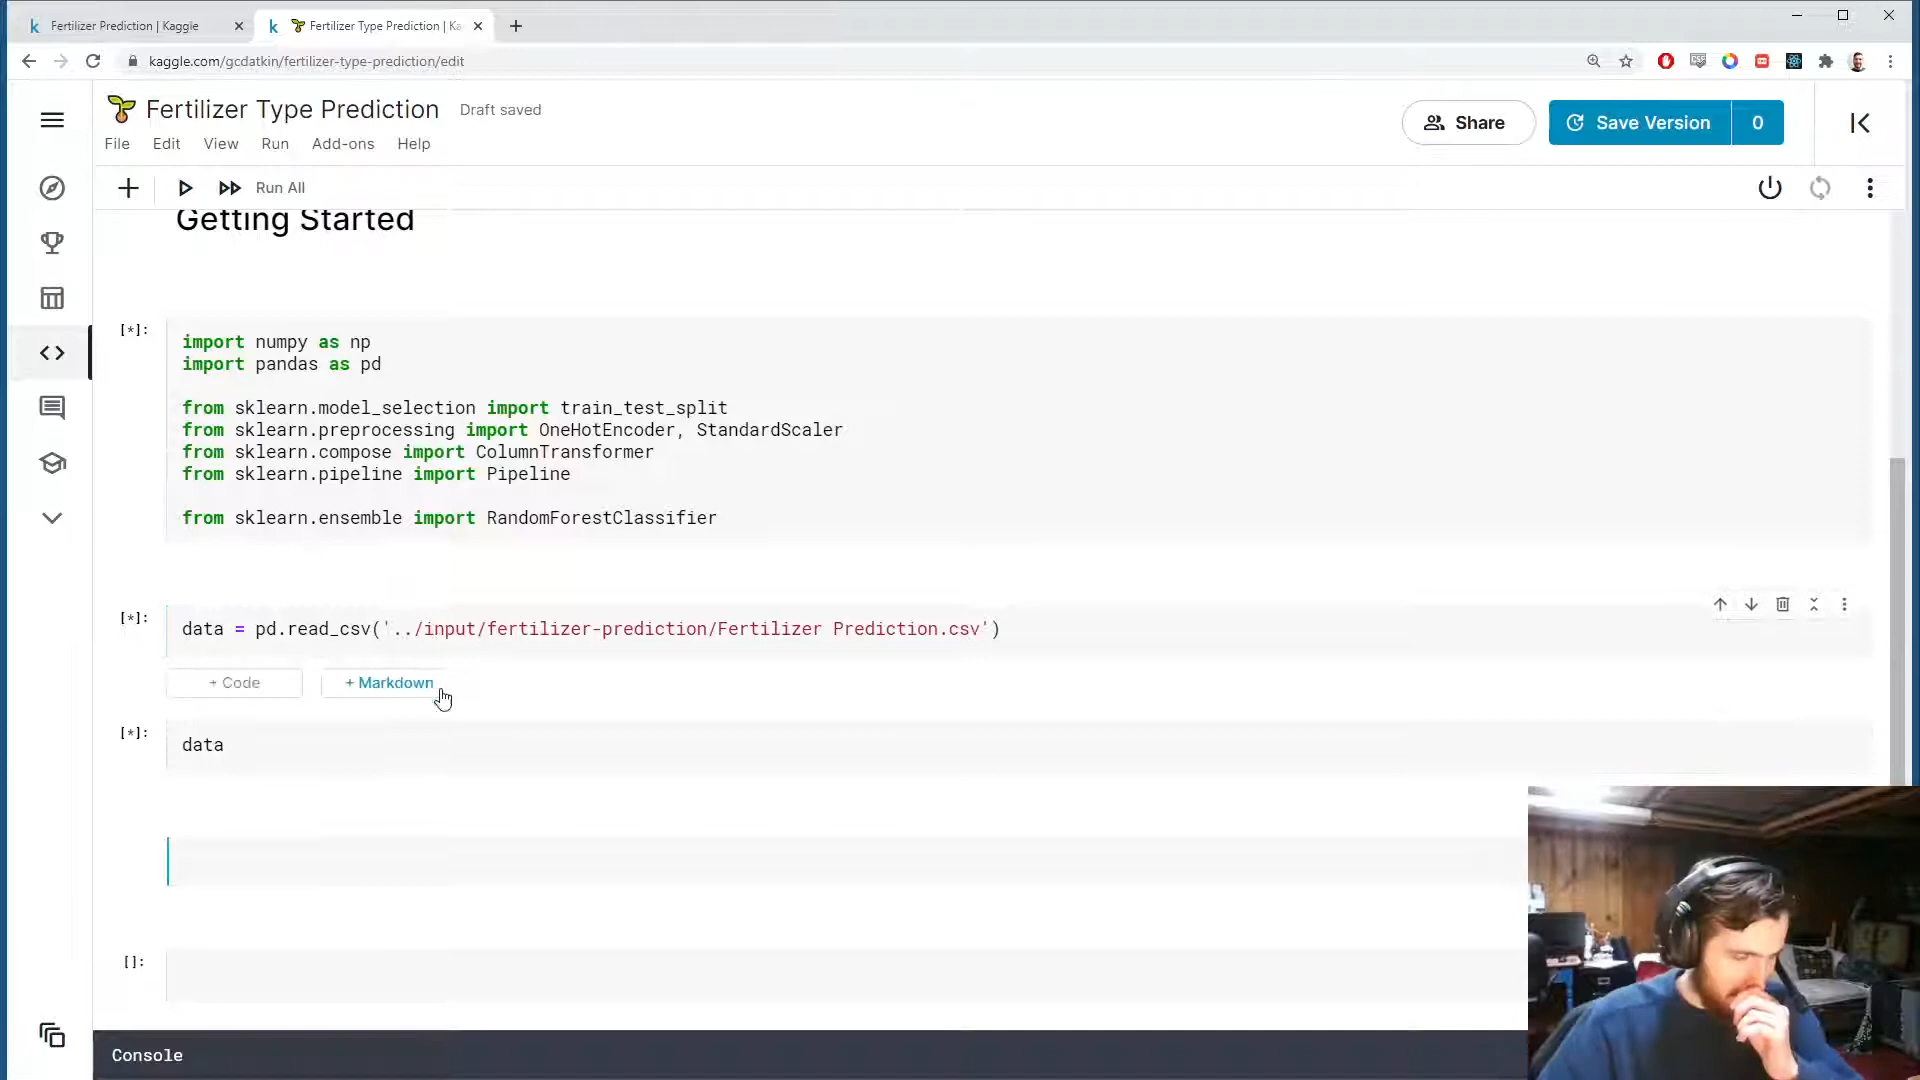 Fertilizer Prediction | Kaggle
Fertilizer Type Prediction | Ka
kaggle.com/gcdatkin/fertilizer-type-prediction/edit
Fertilizer Type Prediction
Draft saved
Share
Save Version
0
File
Edit
View
Run
Add-ons
Help
Run All
Getting Started
[*]:
import numpy as np
import pandas as pd
from sklearn.model_selection import train_test_split
from sklearn.preprocessing import OneHotEncoder, StandardScaler
from sklearn.compose import ColumnTransformer
from sklearn.pipeline import Pipeline
from sklearn.ensemble import RandomForestClassifier
[*]:
data = pd.read_csv('../input/fertilizer-prediction/Fertilizer Prediction.csv')
+ Code
+ Markdown
[*]:
data
[]:
Console